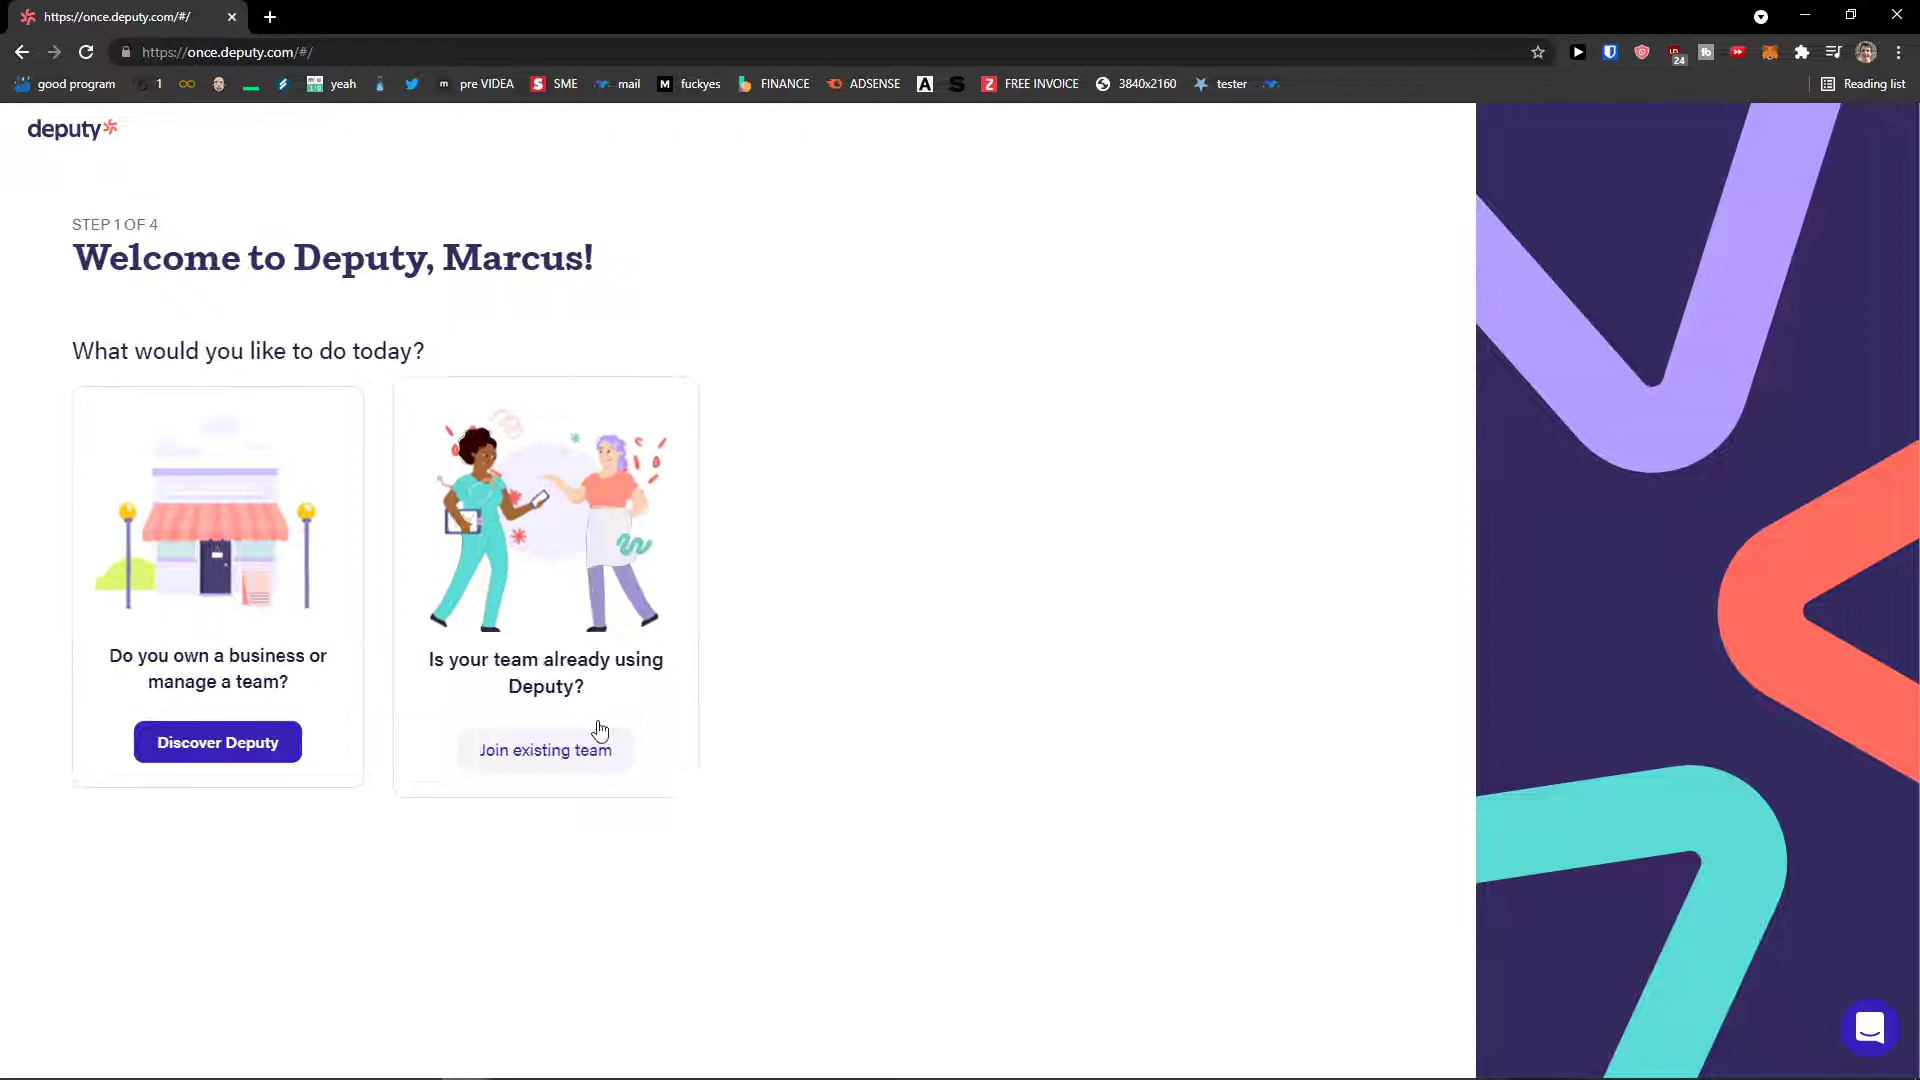 https://once.deputy.com/#/
https://once.deputy.com/#/
24
good program
1
yeah
m
pre VIDEA
S
SME
mail
M
fuckyes
FINANCE
ADSENSE
A
S
Z
FREE INVOICE
3840x2160
tester
Reading list
deputy
STEP 1 OF 4
Welcome to Deputy, Marcus!
What would you like to do today?
Do you own a business or
manage a team?
Discover Deputy
Is your team already using
Deputy?
Join existing team